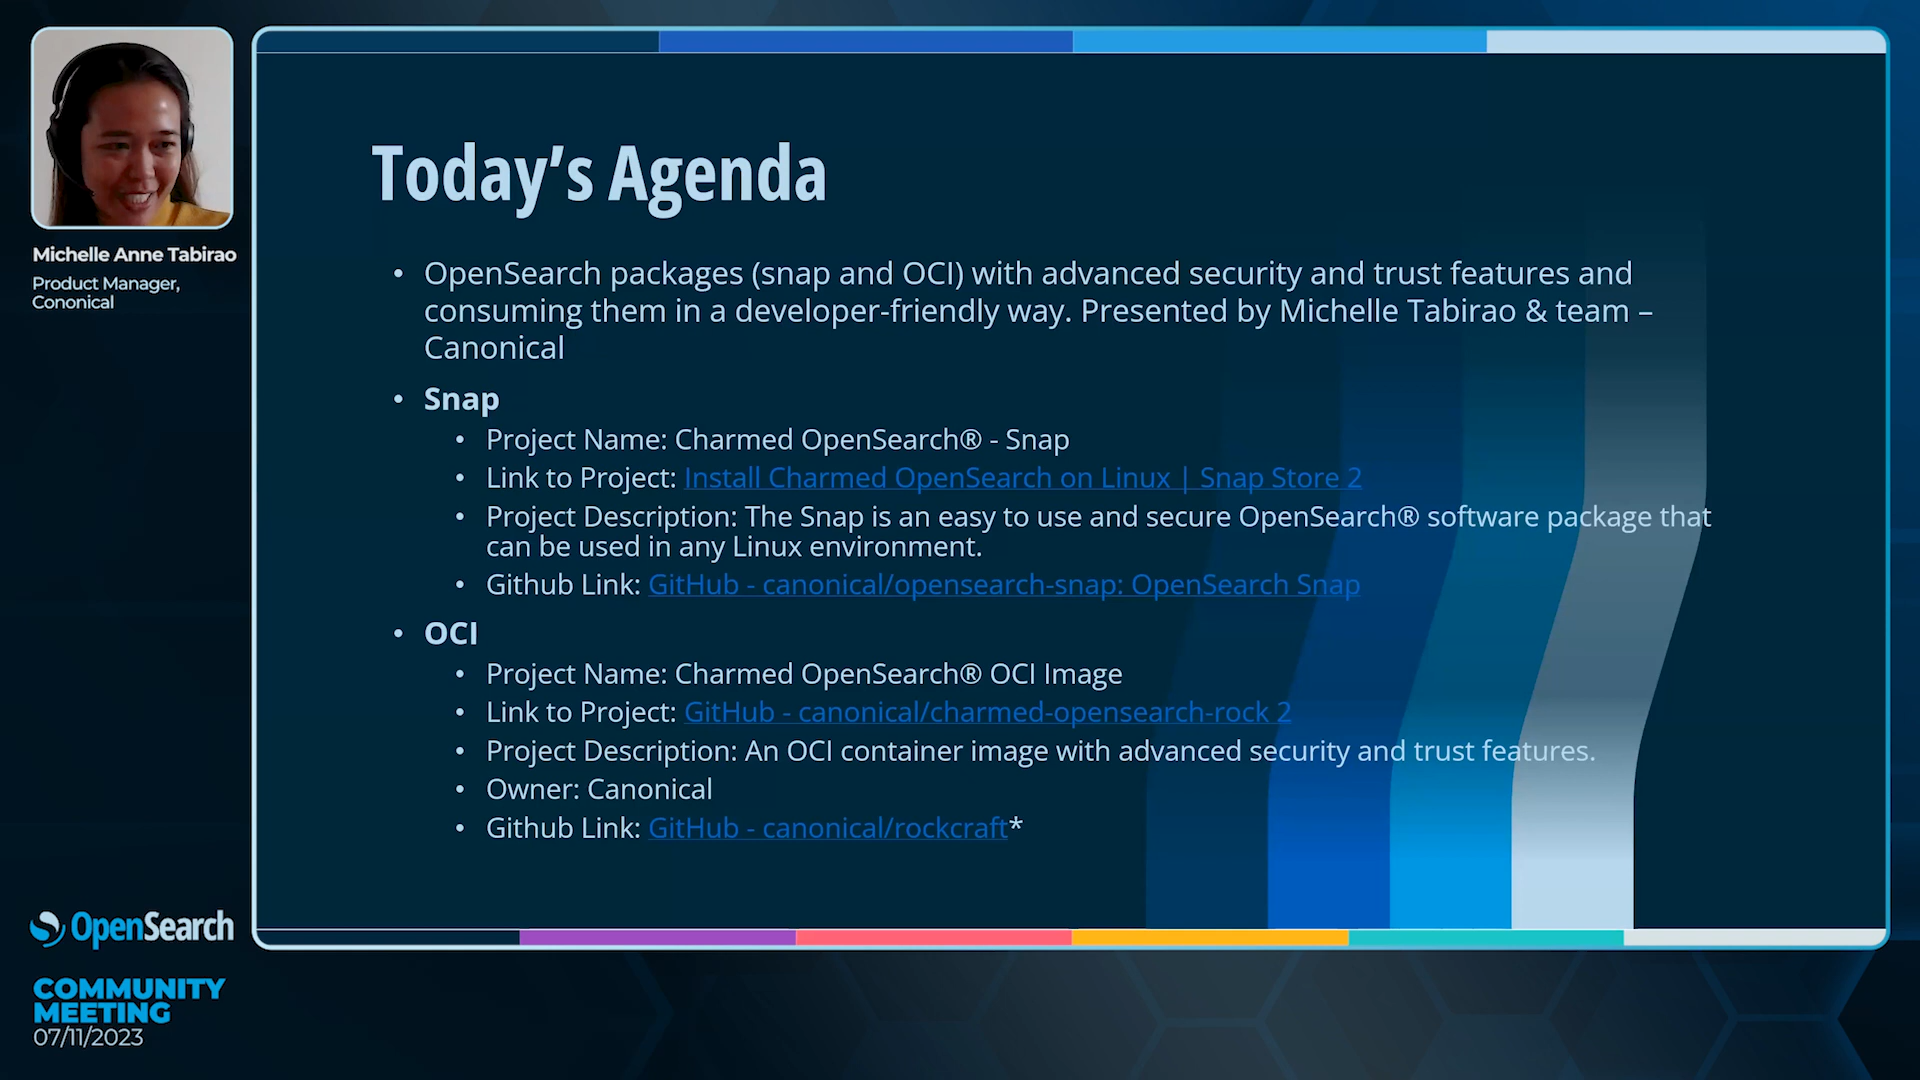 Michelle Anne Tabirao
Product Manager,
Cononical
Today's Agenda
• OpenSearch packages (snap and OCI) with advanced security and trust features and
consuming them in a developer-friendly way. Presented by Michelle Tabirao & team –
Canonical
• Snap
• Project Name: Charmed OpenSearch® - Snap
• Link to Project: Install Charmed OpenSearch on Linux | Snap Store 2
• Project Description: The Snap is an easy to use and secure OpenSearch® software package that
can be used in any Linux environment.
• Github Link: GitHub - canonical/opensearch-snap: OpenSearch Snap
• OCI
• Project Name: Charmed OpenSearch® OCI Image
• Link to Project: GitHub - canonical/charmed-opensearch-rock 2
• Project Description: An OCI container image with advanced security and trust features.
• Owner: Canonical
• Github Link: GitHub - canonical/rockcraft*
OpenSearch
COMMUNITY
MEETING
07/11/2023